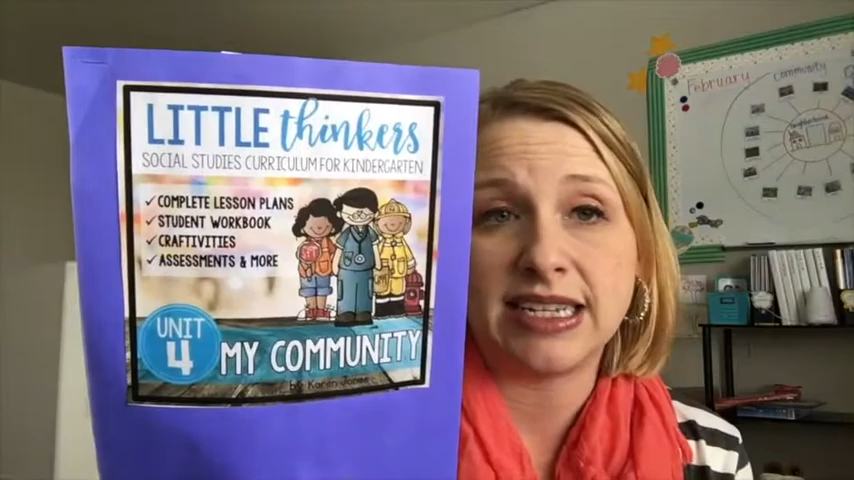 LITTLE thinkers
SOCIAL STUDIES CURRICULUM FOR KINDERGARTEN
✓ COMPLETE LESSON PLANS
✓ STUDENT WORKBOOK
✓ CRAFTIVITIES
✓ ASSESSMENTS & MORE
UNIT
4
MY COMMUNITY
by Karen Jones
February
Community